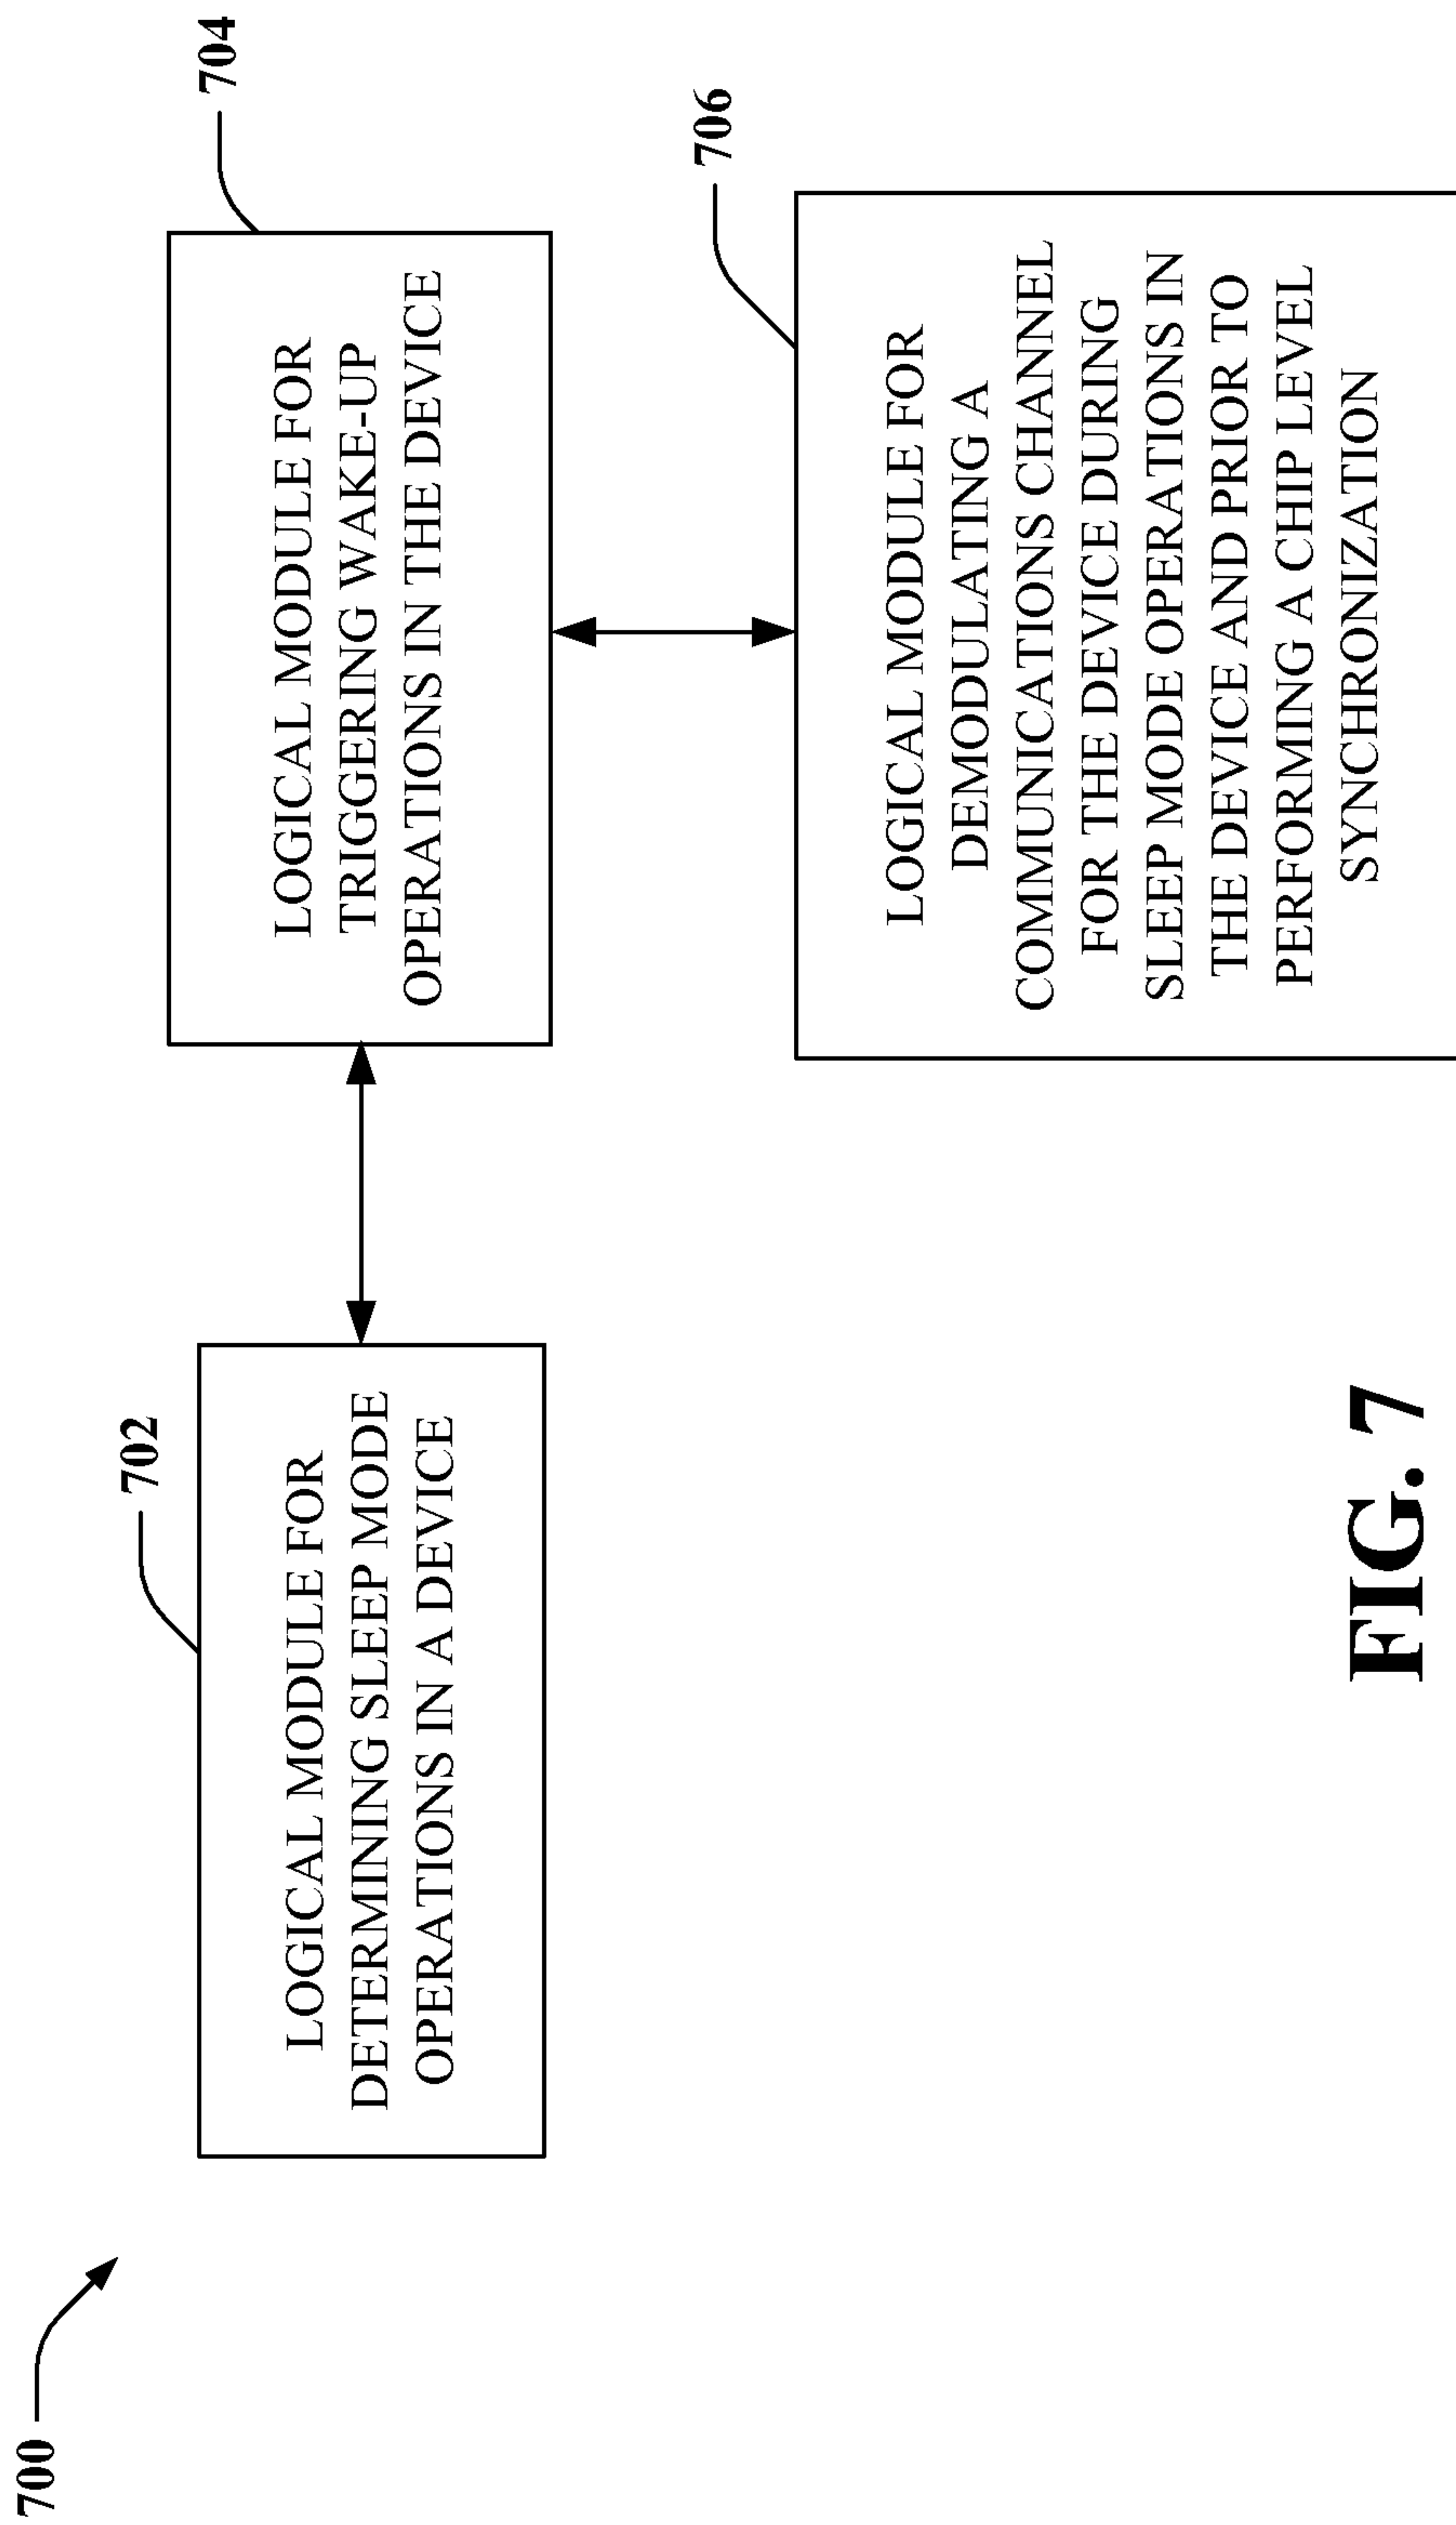 700
702
LOGICAL MODULE FOR
DETERMINING SLEEP MODE
OPERATIONS IN A DEVICE
704
LOGICAL MODULE FOR
TRIGGERING WAKE-UP
OPERATIONS IN THE DEVICE
706
LOGICAL MODULE FOR
DEMODULATING A
COMMUNICATIONS CHANNEL
FOR THE DEVICE DURING
SLEEP MODE OPERATIONS IN
THE DEVICE AND PRIOR TO
PERFORMING A CHIP LEVEL
SYNCHRONIZATION
FIG. 7